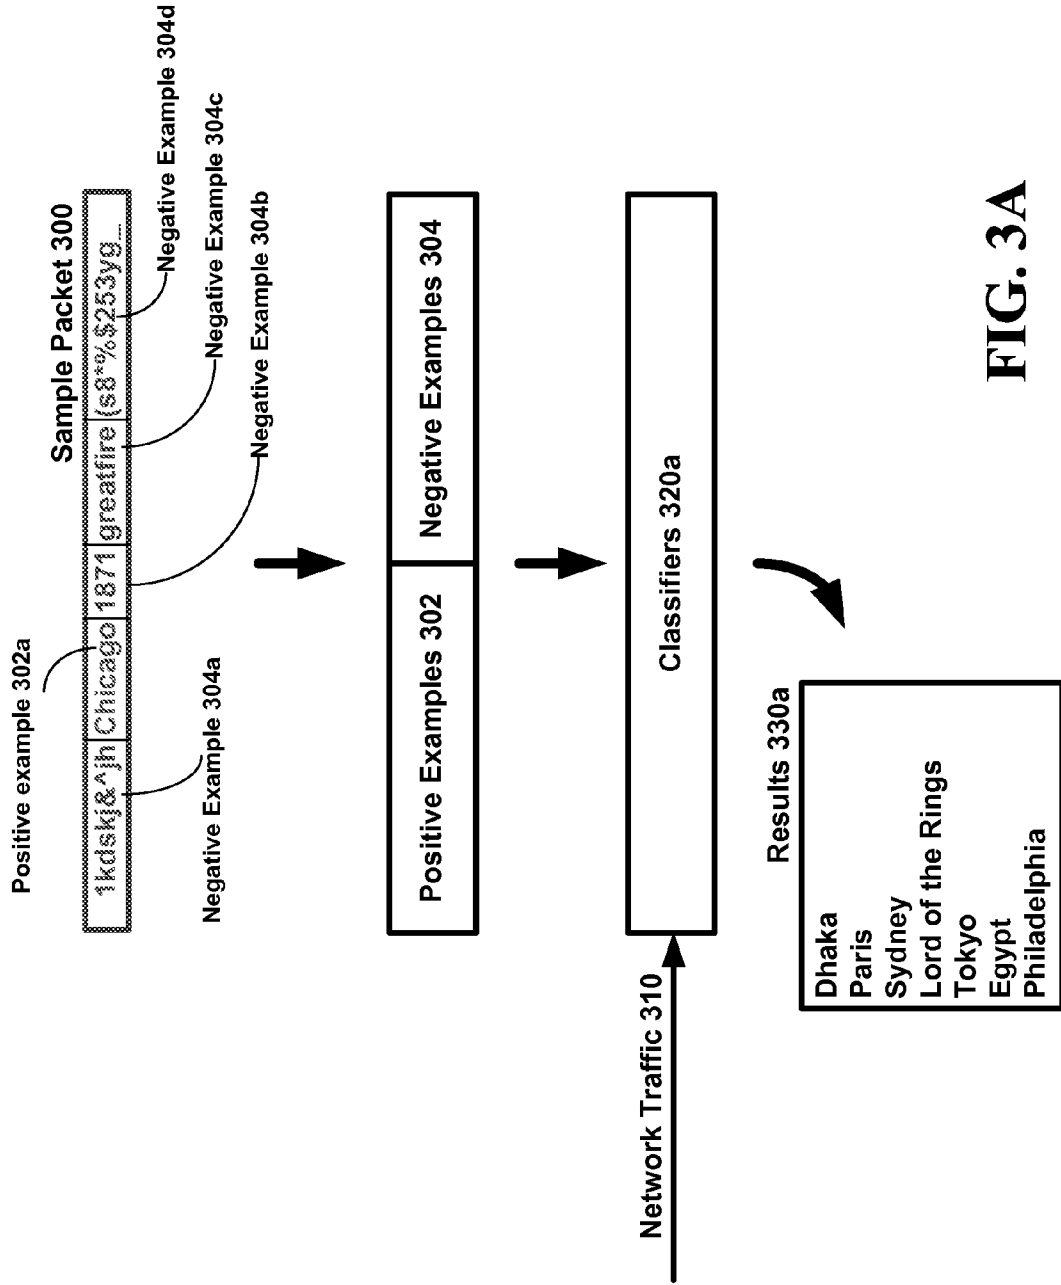 Positive example 302a
Sample Packet 300
1kdskj&^jh Chicago 1871 greatfire (s8*%$253yg...
Negative Example 304a
Negative Example 304b
Negative Example 304c
Negative Example 304d
Positive Examples 302 Negative Examples 304
Network Traffic 310
Classifiers 320a
Results 330a
Dhaka
Paris
Sydney
Lord of the Rings
Tokyo
Egypt
Philadelphia
FIG. 3A